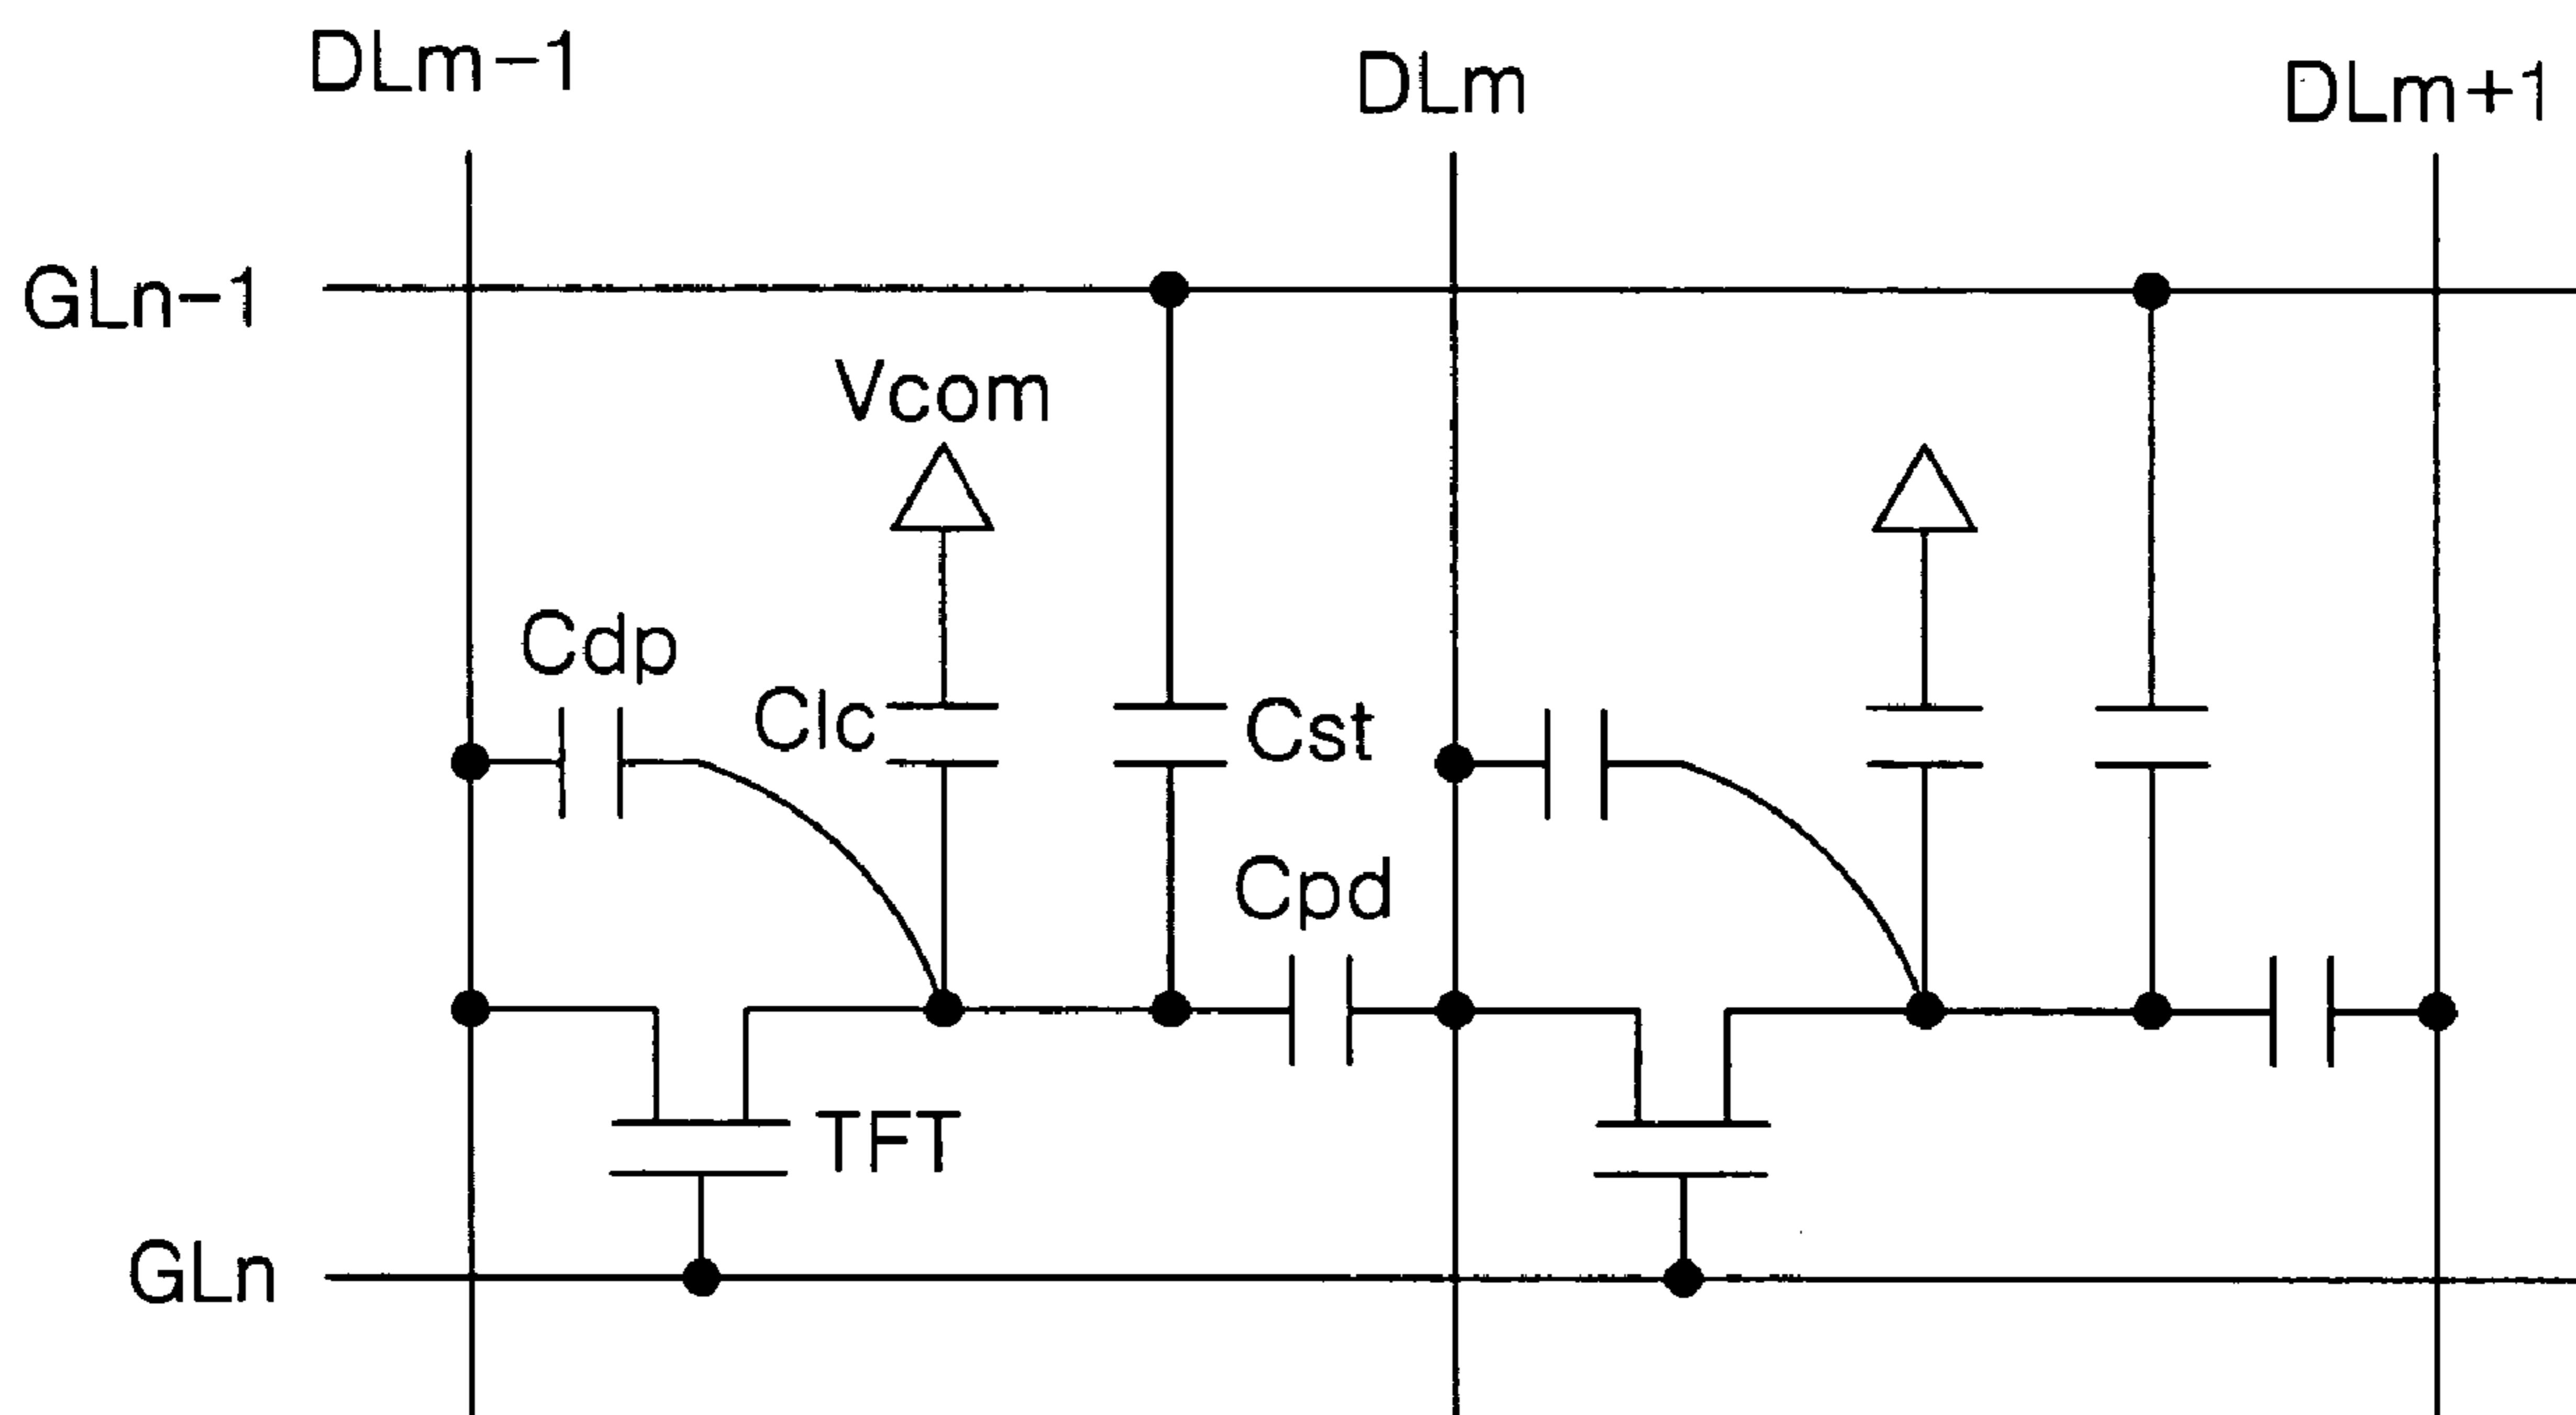 DLm-1
DLm
DLm+1
GLn-1
Vcom
Cdp
Clc
Cst
Cpd
TFT
GLn